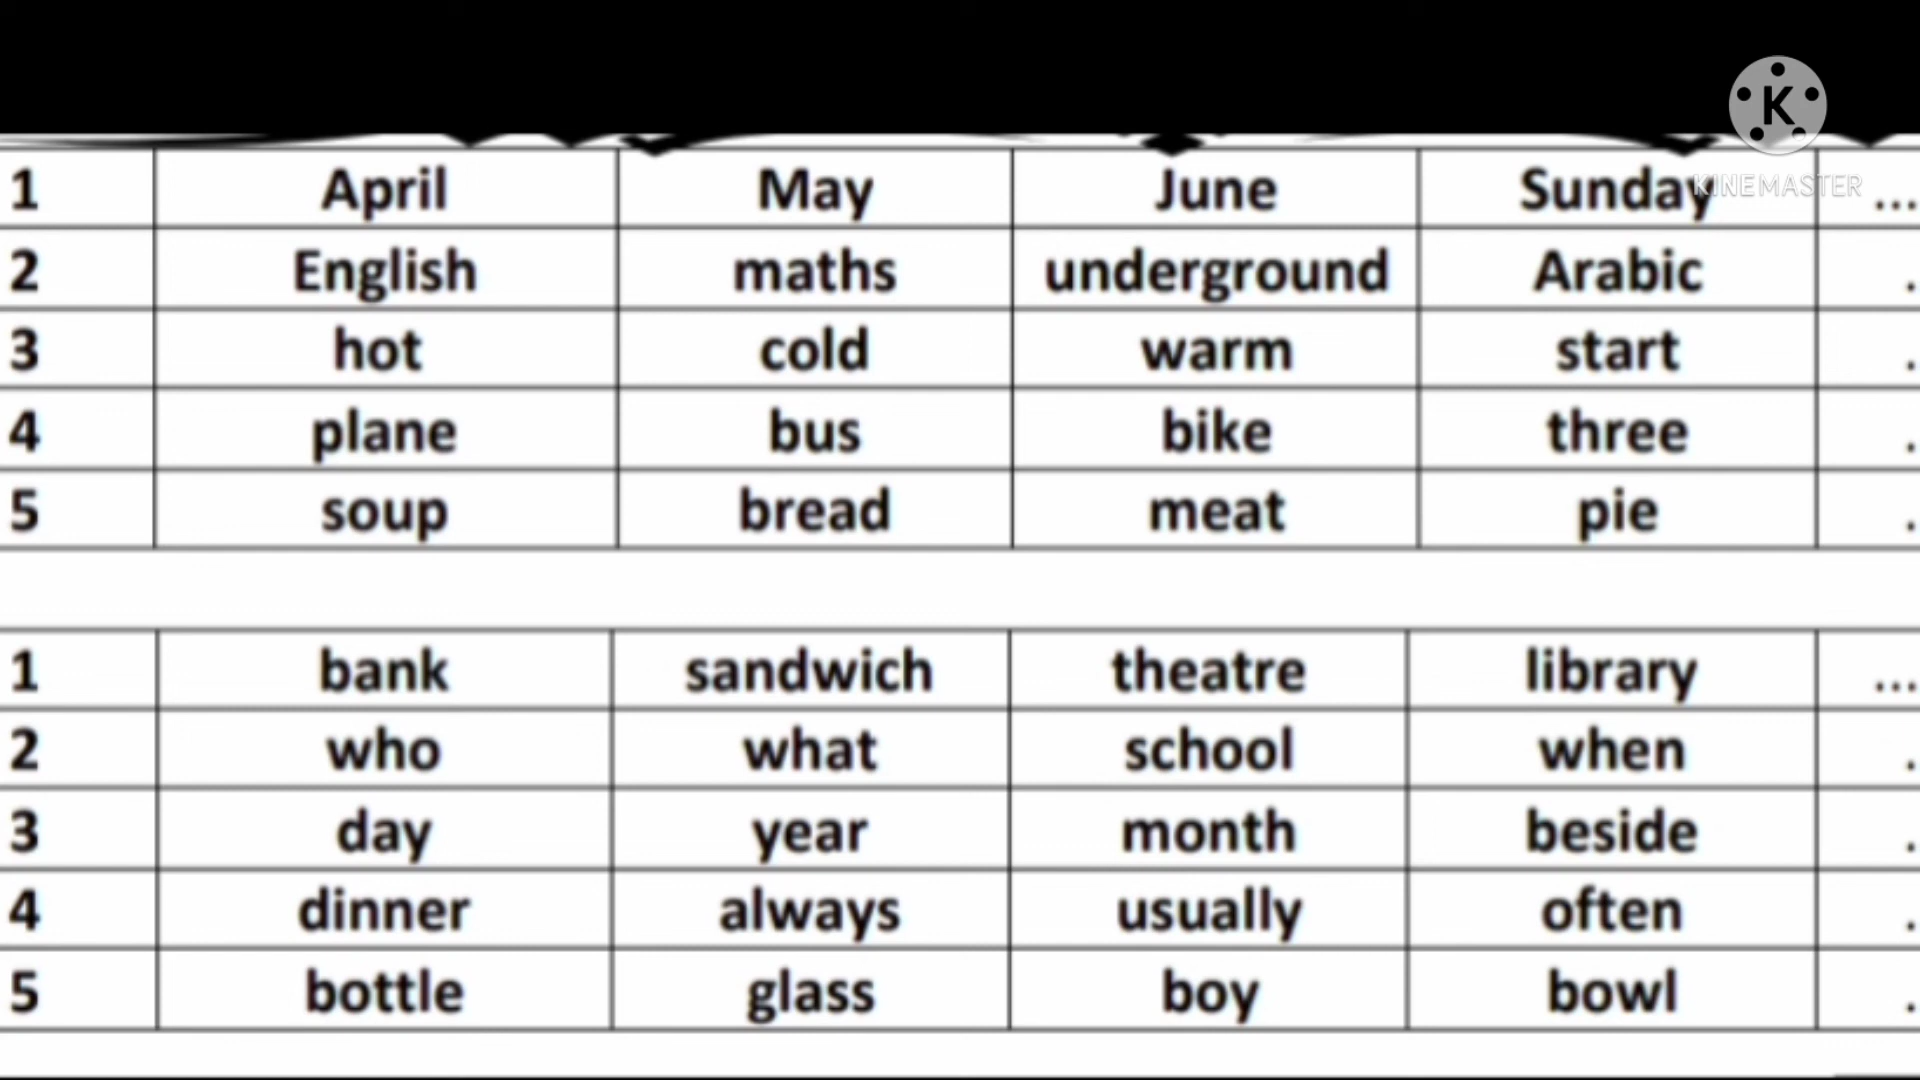 K
KINEMASTER
1 April May June Sunday ...
2 English maths underground Arabic .
3 hot cold warm start .
4 plane bus bike three .
5 soup bread meat pie .
1 bank sandwich theatre library ...
2 who what school when .
3 day year month beside .
4 dinner always usually often .
5 bottle glass boy bowl .